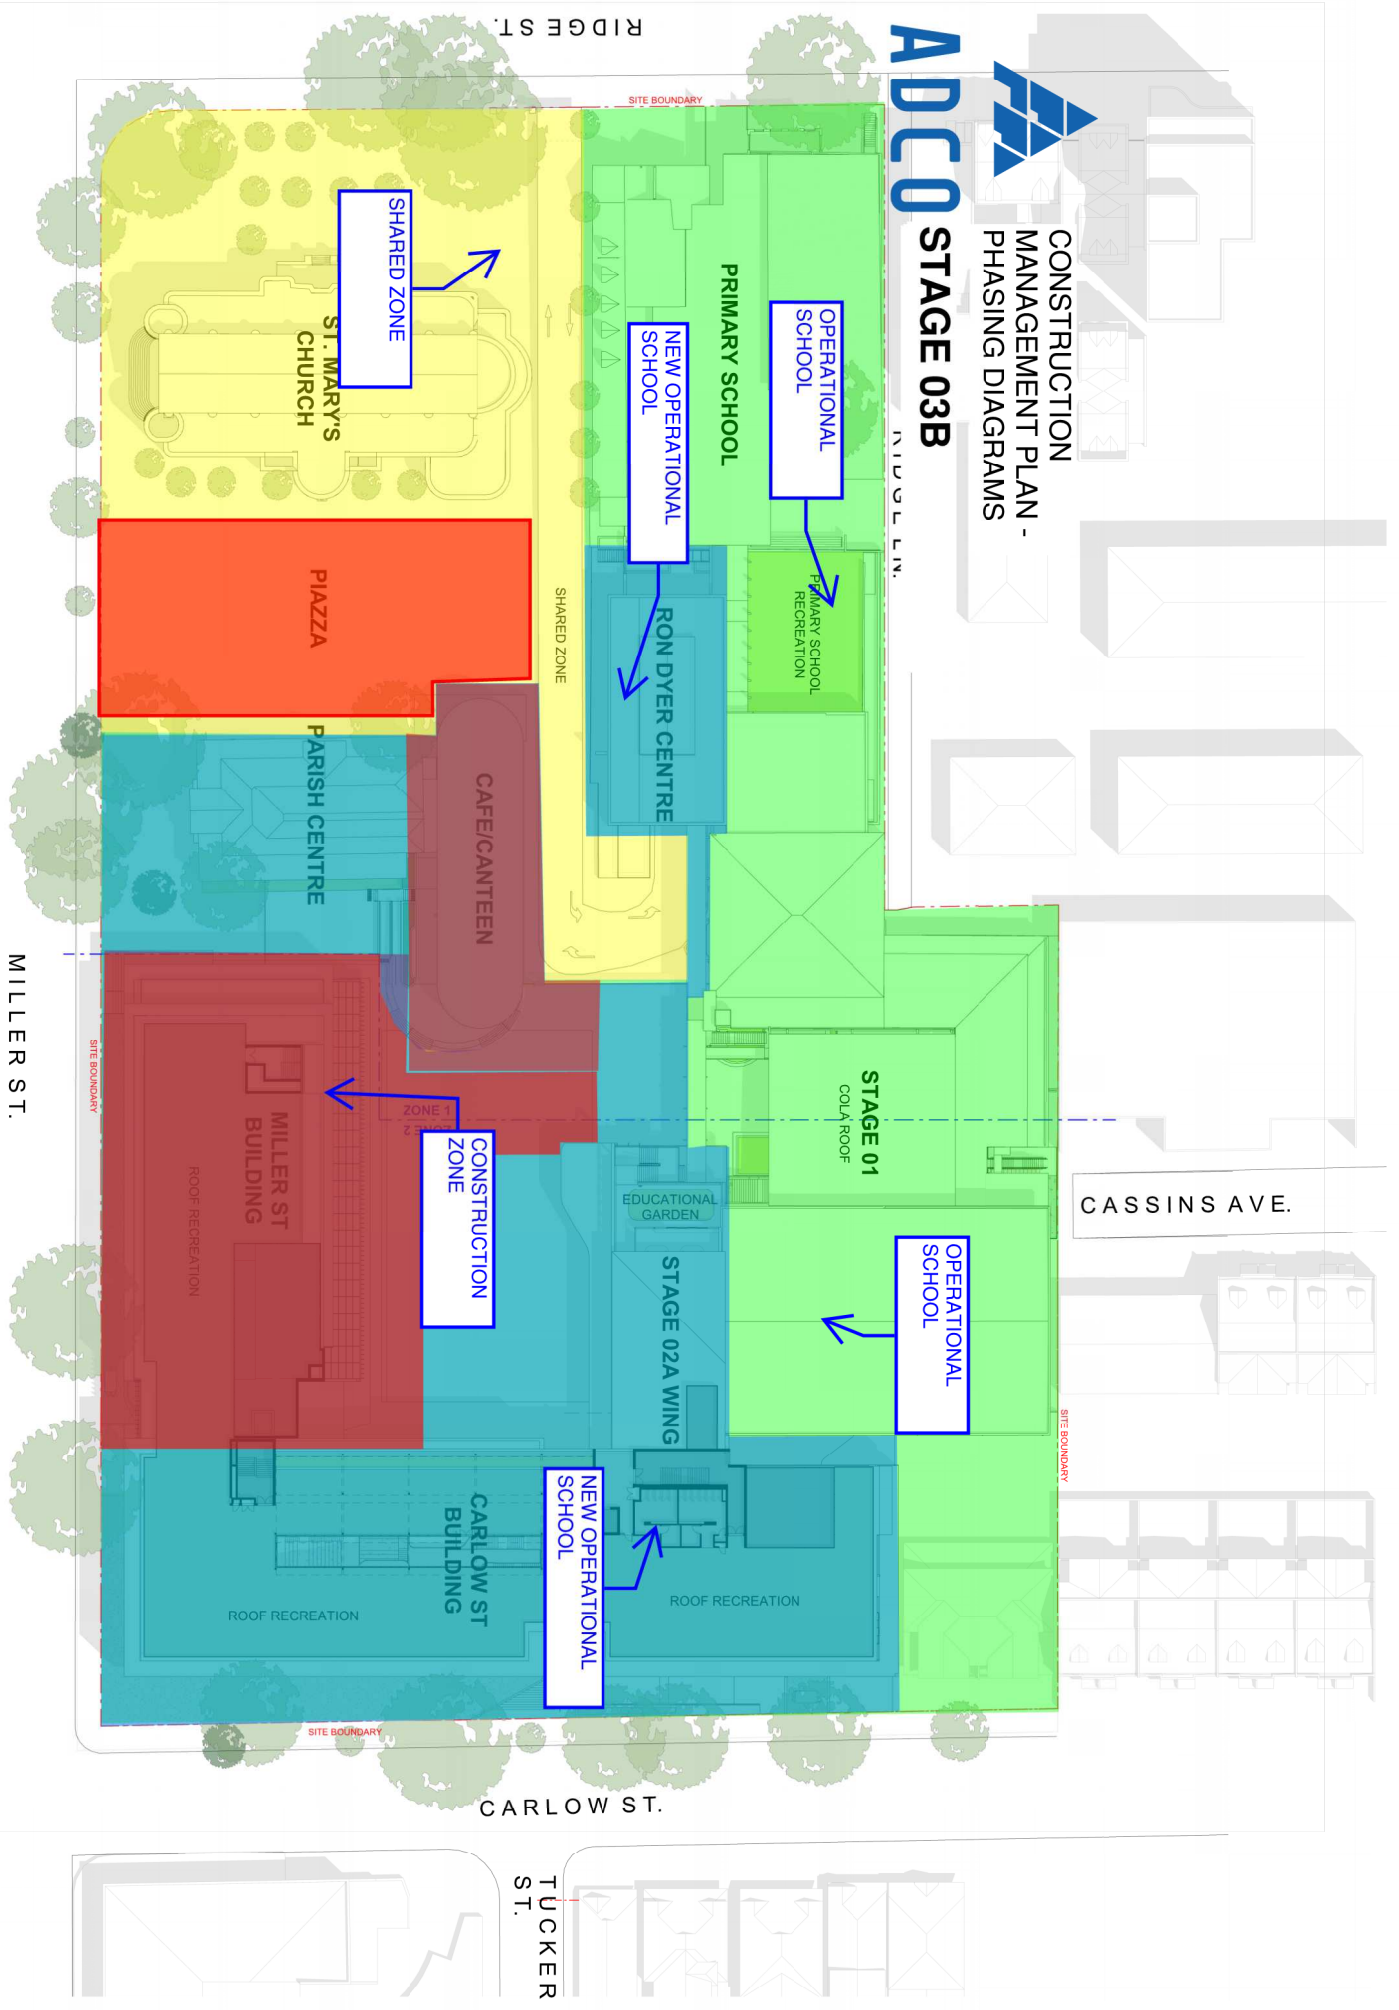 ADCO
CONSTRUCTION
MANAGEMENT PLAN -
PHASING DIAGRAMS
STAGE 03B
RIDGE ST.
SITE BOUNDARY
RIDGE LN.
OPERATIONAL
SCHOOL
PRIMARY SCHOOL
NEW OPERATIONAL
SCHOOL
SHARED ZONE
ST. MARY'S
CHURCH
PRIMARY SCHOOL
RECREATION
RON DYER CENTRE
SHARED ZONE
PIAZZA
PARISH CENTRE
CAFE/CANTEEN
STAGE 01
COLA ROOF
CASSINS AVE.
MILLER ST.
SITE BOUNDARY
ZONE 1
ZONE 2
CONSTRUCTION
ZONE
MILLER ST
BUILDING
ROOF RECREATION
EDUCATIONAL
GARDEN
STAGE 02A WING
OPERATIONAL
SCHOOL
SITE BOUNDARY
CARLOW ST
BUILDING
NEW OPERATIONAL
SCHOOL
ROOF RECREATION
ROOF RECREATION
SITE BOUNDARY
CARLOW ST.
TUCKER
ST.